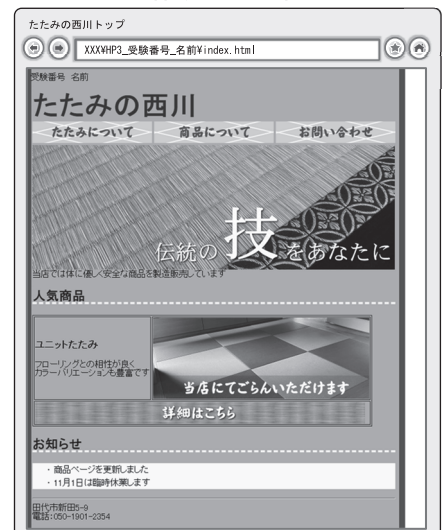 たたみの西川トップ
XXX¥HP3_受験番号_名前¥index.html
受験番号 名前
たたみの西川
たたみについて 商品について お問い合わせ
伝統の技をあなたに
当店では体に優しく安全な商品を製造販売しています
人気商品
ユニットたたみ
フローリングとの相性が良く
カラーバリエーションも豊富です
当店にてごらんいただけます
詳細はこちら
お知らせ
・商品ページを更新しました
・11月1日は臨時休業します
田代市新田5-9
電話:050-1901-2354